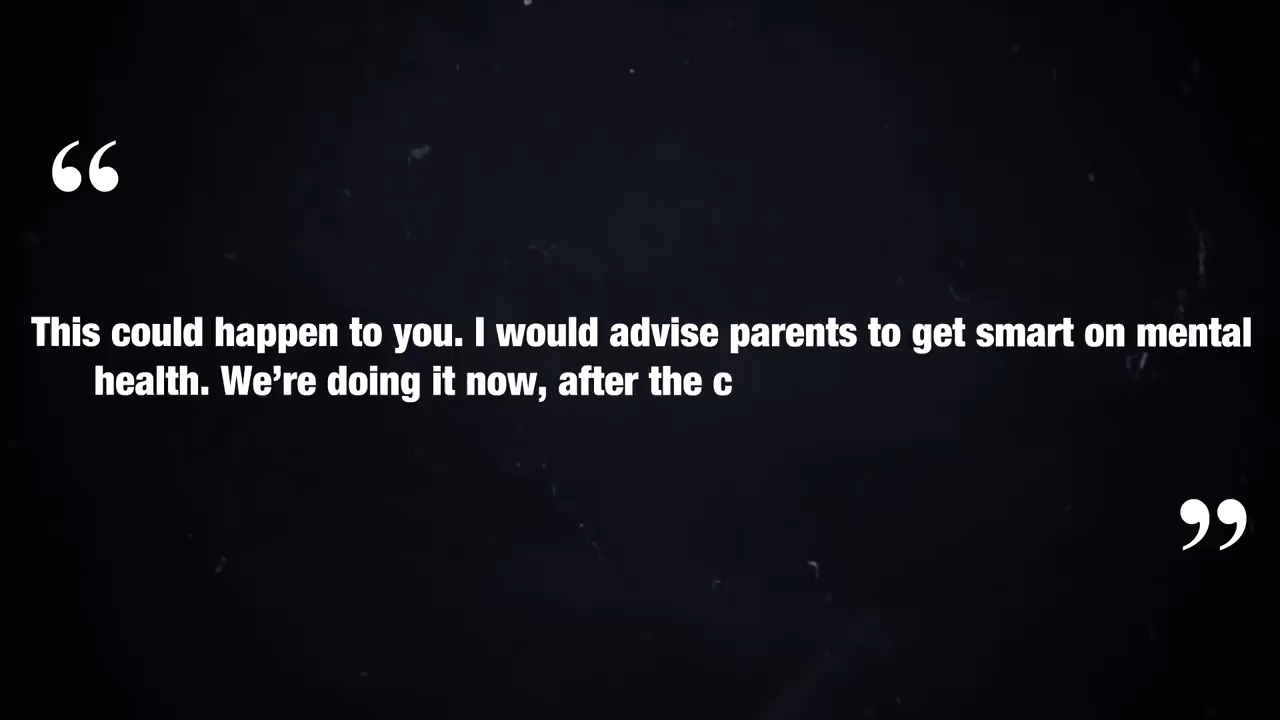 “
This could happen to you. I would advise parents to get smart on mental
health. We’re doing it now, after the c
”